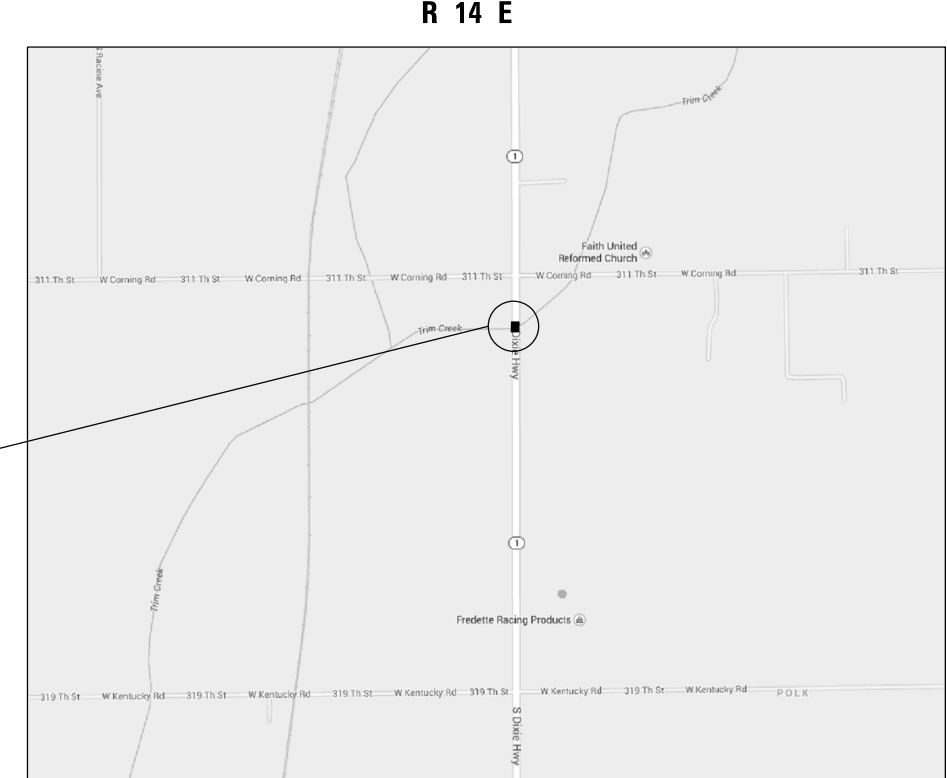 R 14 E
S Racine Ave
Trim Creek
1
Faith United
Reformed Church
311 Th St W Corning Rd 311 Th St W Corning Rd 311 Th St W Corning Rd 311 Th St W Corning Rd 311 Th St W Corning Rd 311 Th St
Trim Creek
Dixie Hwy
1
Trim Creek
Fredette Racing Products
319 Th St W Kentucky Rd 319 Th St W Kentucky Rd 319 Th St W Kentucky Rd 319 Th St W Kentucky Rd 319 Th St W Kentucky Rd POLK
S Dixie Hwy